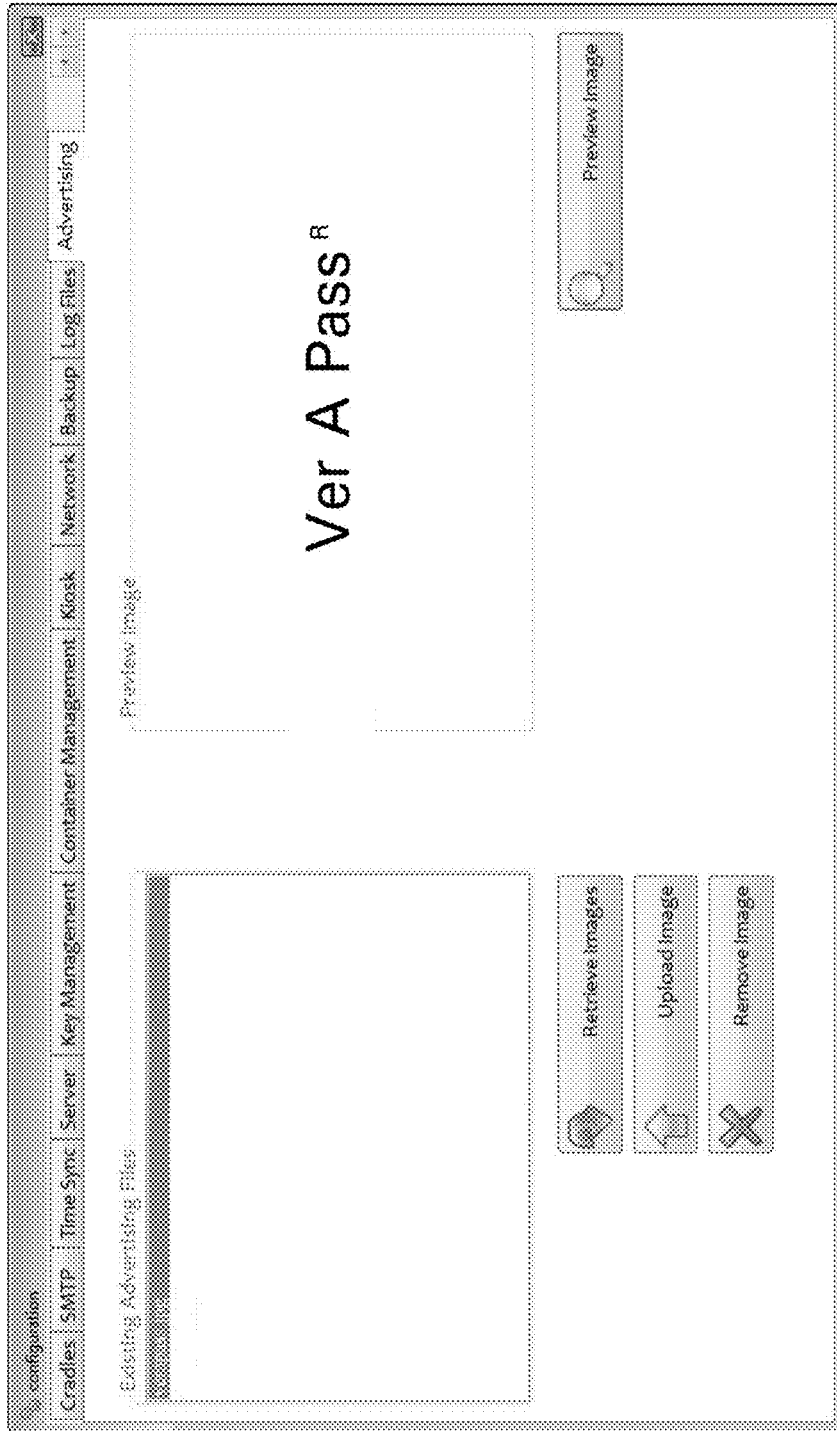 configuration
Cradles
SMTP
Time Sync
Server
Key Management
Container Management
Kiosk
Network
Backup
Log Files
Advertising
Existing Advertising Files
Preview Image
Ver A Pass®
Retrieve Images
Upload Image
Remove Image
Preview Image